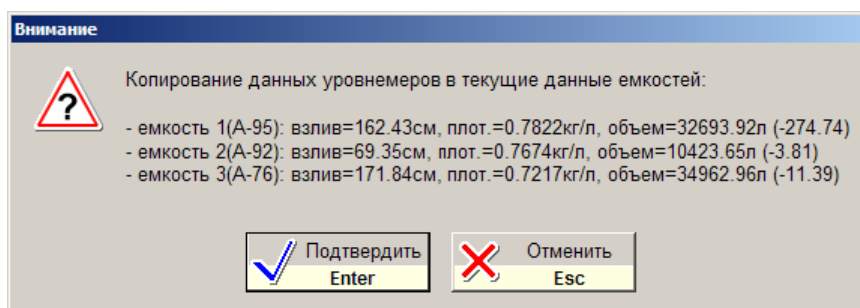 Внимание
Копирование данных уровнемеров в текущие данные емкостей:
- емкость 1(А-95): взлив=162.43см, плот.=0.7822кг/л, объем=32693.92л (-274.74)
- емкость 2(А-92): взлив=69.35см, плот.=0.7674кг/л, объем=10423.65л (-3.81)
- емкость 3(А-76): взлив=171.84см, плот.=0.7217кг/л, объем=34962.96л (-11.39)
Подтвердить Отменить
Enter Esc